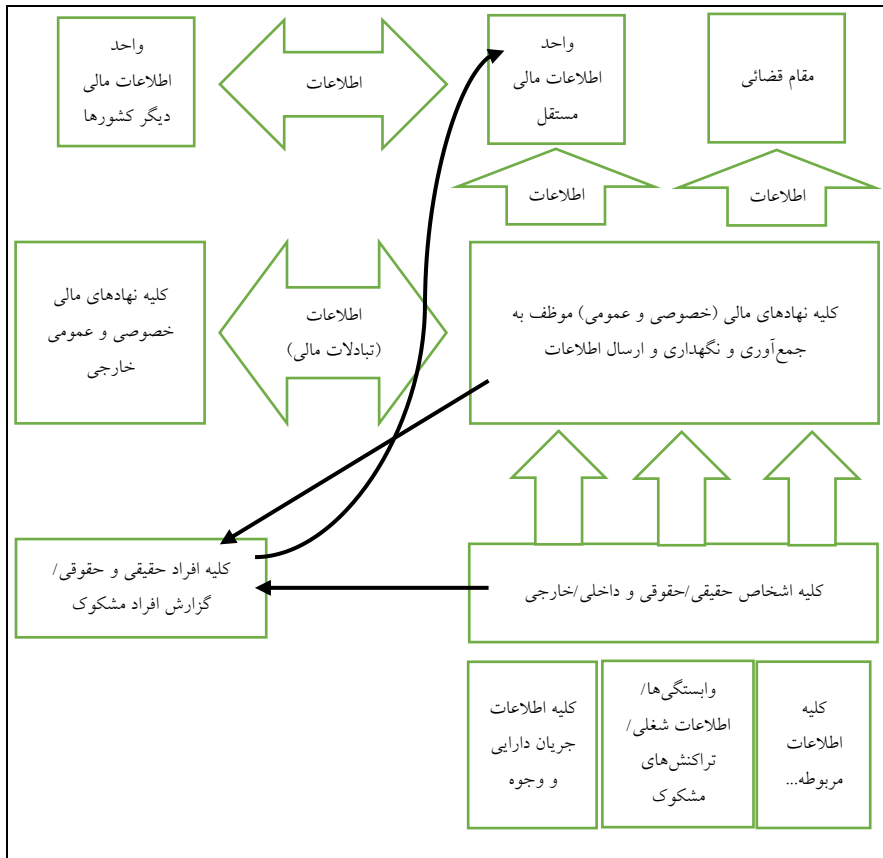 مقام قضائی
واحد
اطلاعات مالی
مستقل
اطلاعات
واحد
اطلاعات مالی
دیگر کشورها
اطلاعات
اطلاعات
کلیه نهادهای مالی (خصوصی و عمومی) موظف به
جمع‌آوری و نگهداری و ارسال اطلاعات
اطلاعات
(تبادلات مالی)
کلیه نهادهای مالی
خصوصی و عمومی
خارجی
کلیه اشخاص حقیقی/حقوقی و داخلی/خارجی
کلیه افراد حقیقی و حقوقی/
گزارش افراد مشکوک
کلیه
اطلاعات
مربوطه...
وابستگی‌ها/
اطلاعات شغلی/
تراکنش‌های
مشکوک
کلیه اطلاعات
جریان دارایی
و وجوه